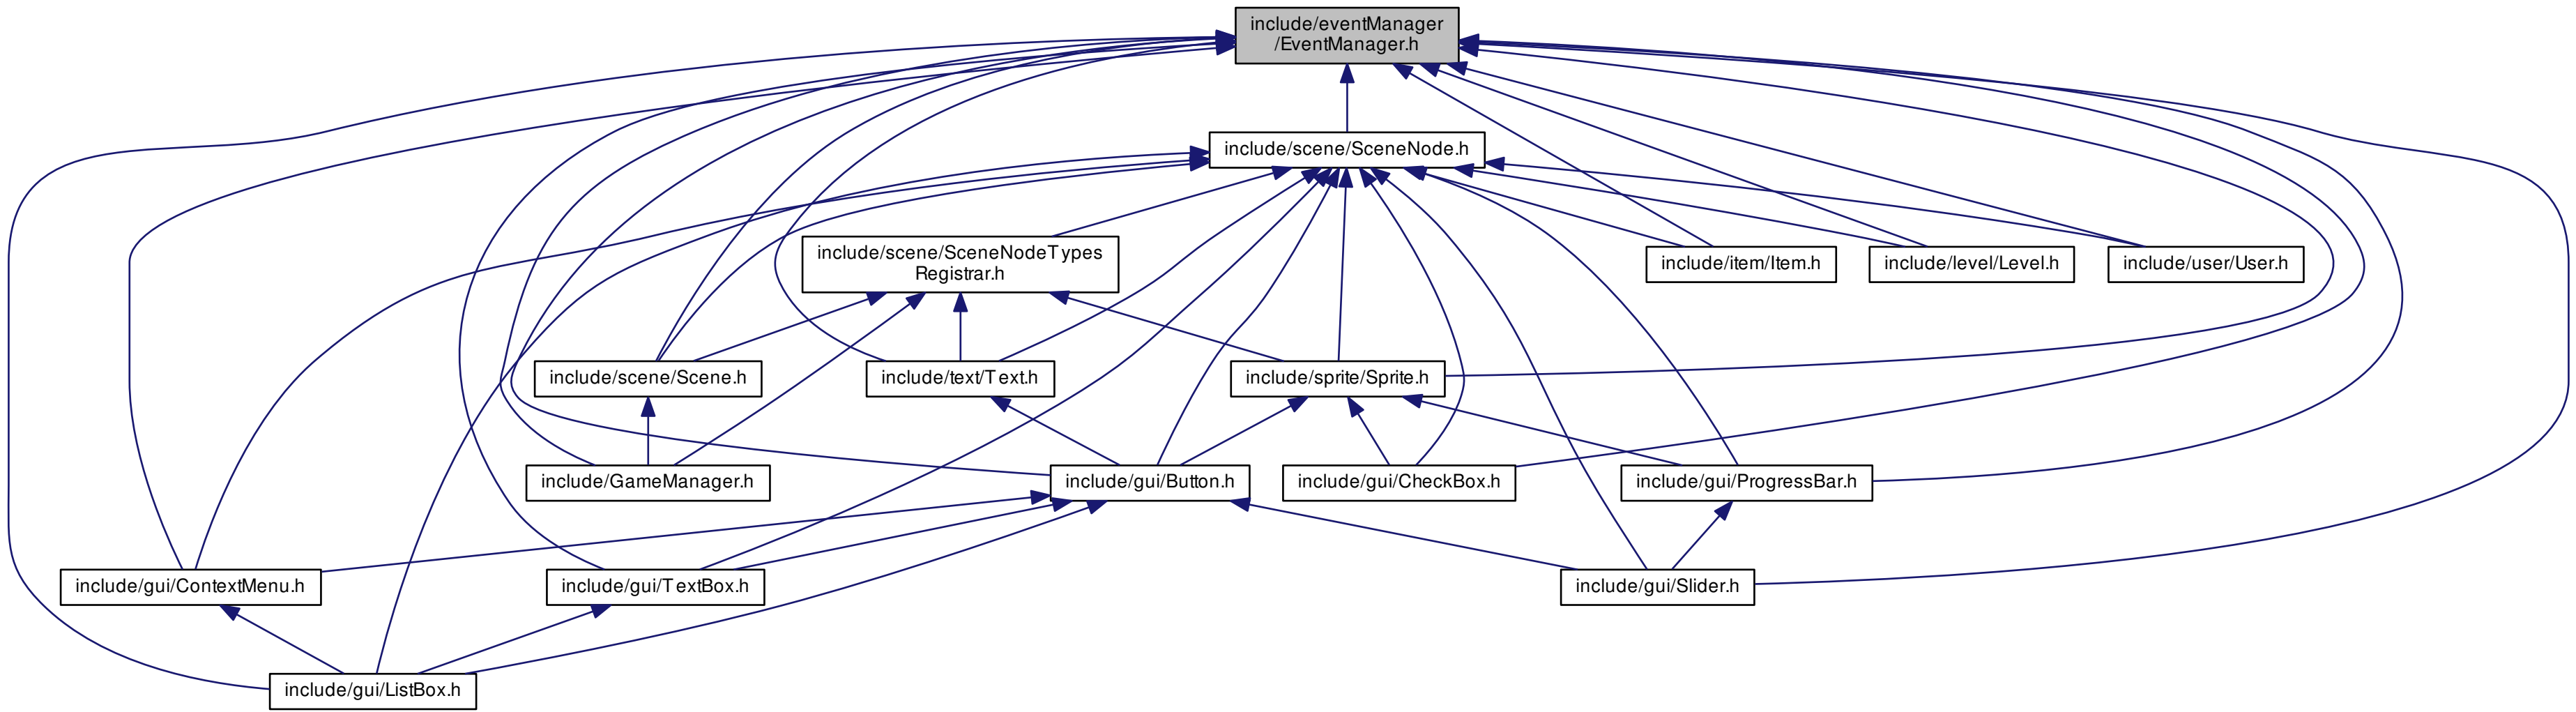 include/eventManager
/EventManager.h
include/scene/SceneNode.h
include/scene/SceneNodeTypes
Registrar.h
include/item/Item.h
include/level/Level.h
include/user/User.h
include/scene/Scene.h
include/text/Text.h
include/sprite/Sprite.h
include/GameManager.h
include/gui/Button.h
include/gui/CheckBox.h
include/gui/ProgressBar.h
include/gui/ContextMenu.h
include/gui/TextBox.h
include/gui/Slider.h
include/gui/ListBox.h